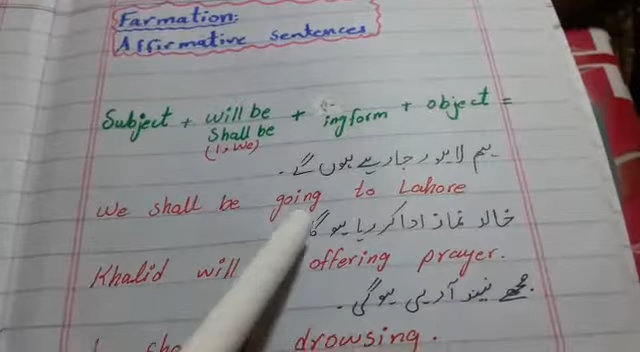 Farmation:
Affirmative Sentences
Subject + will be + ingform + object =
Shall be
(I, we)
ہم لاہور جا رہے ہوں گے۔
We shall be going to Lahore
خالد نماز ادا کر رہا ہو
Khalid will offering prayer.
مجھے نیند آ رہی ہو گی۔
I drowsing.